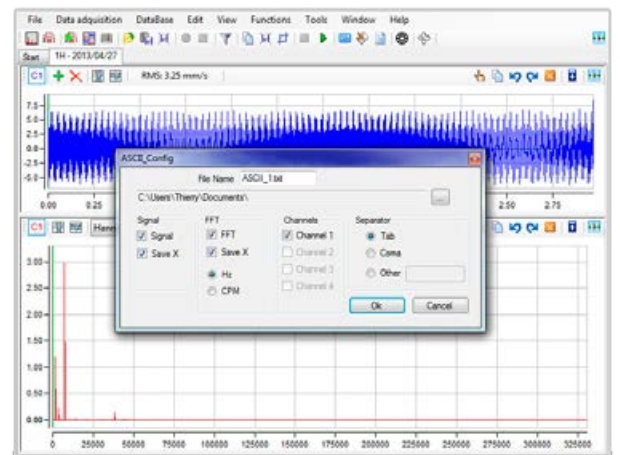 File Data adquisition DataBase Edit View Functions Tools Window Help
Start 1H - 2013/04/27
C1 RMS: 3.25 mm/s
7.5
5.0
2.5
0.0
-2.5
-5.0
0.00 0.25 2.50 2.75
ASCII_Config
File Name ASCII_1.txt
C:\Users\Thierry\Documents\ ...
Signal FFT Channels Separator
Signal FFT Channel 1 Tab
Save X Save X Channel 2 Coma
Hz Channel 3 Other
CPM Channel 4
Ok Cancel
C1 Hann
3.00
2.50
2.00
1.50
1.00
0.50
0.00
0 25000 50000 75000 100000 125000 150000 175000 200000 225000 250000 275000 300000 325000